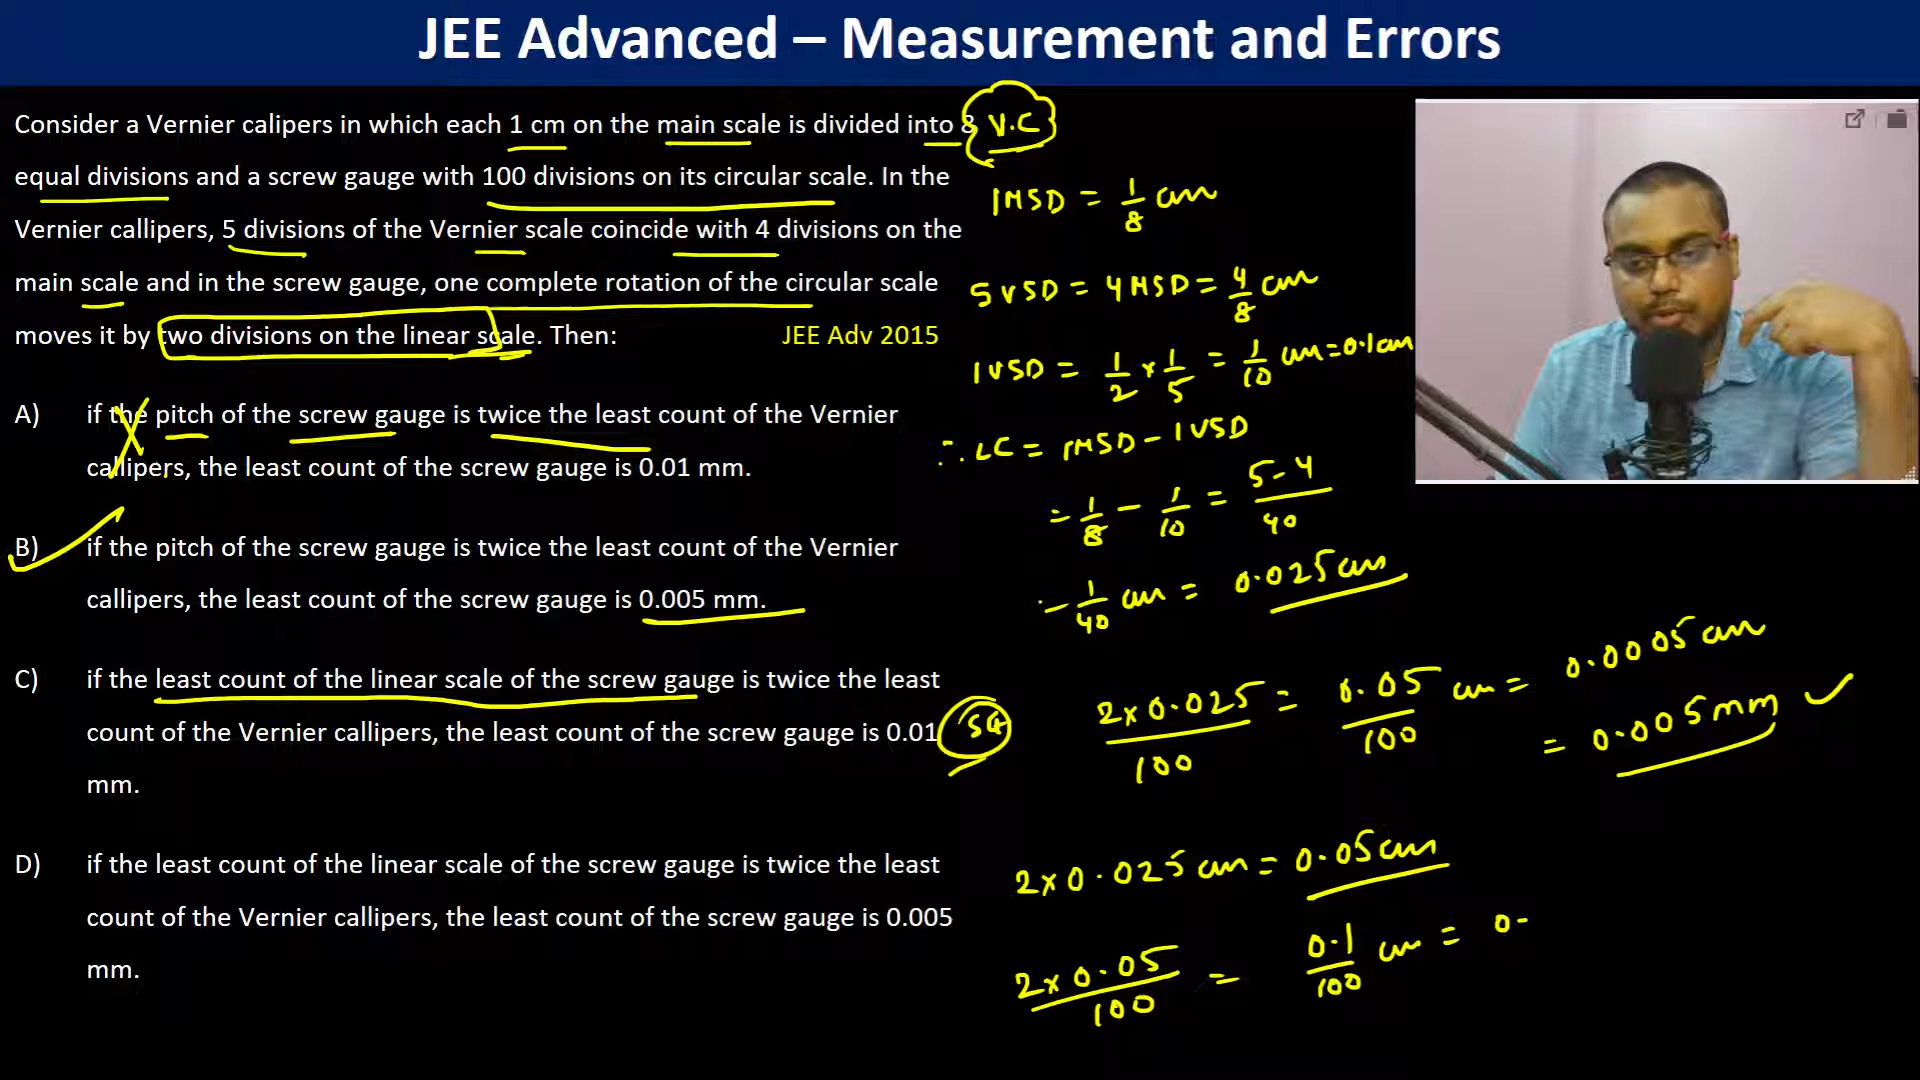 JEE Advanced – Measurement and Errors
Consider a Vernier calipers in which each 1 cm on the main scale is divided into 8
equal divisions and a screw gauge with 100 divisions on its circular scale. In the
Vernier callipers, 5 divisions of the Vernier scale coincide with 4 divisions on the
main scale and in the screw gauge, one complete rotation of the circular scale
moves it by two divisions on the linear scale. Then: JEE Adv 2015
A) if the pitch of the screw gauge is twice the least count of the Vernier
callipers, the least count of the screw gauge is 0.01 mm.
B) if the pitch of the screw gauge is twice the least count of the Vernier
callipers, the least count of the screw gauge is 0.005 mm.
C) if the least count of the linear scale of the screw gauge is twice the least
count of the Vernier callipers, the least count of the screw gauge is 0.01
mm.
D) if the least count of the linear scale of the screw gauge is twice the least
count of the Vernier callipers, the least count of the screw gauge is 0.005
mm.
V.C
1MSD = 1/8 cm
5VSD = 4MSD = 4/8 cm
1VSD = 1/2 × 1/5 = 1/10 cm = 0.1cm
∴ LC = 1MSD – 1VSD
= 1/8 – 1/10 = 5-4/40
= 1/40 cm = 0.025cm
SG
2×0.025/100 = 0.05/100 cm = 0.0005cm
= 0.005mm ✓
2×0.025cm = 0.05cm
2×0.05/100 = 0.1/100 cm = 0.